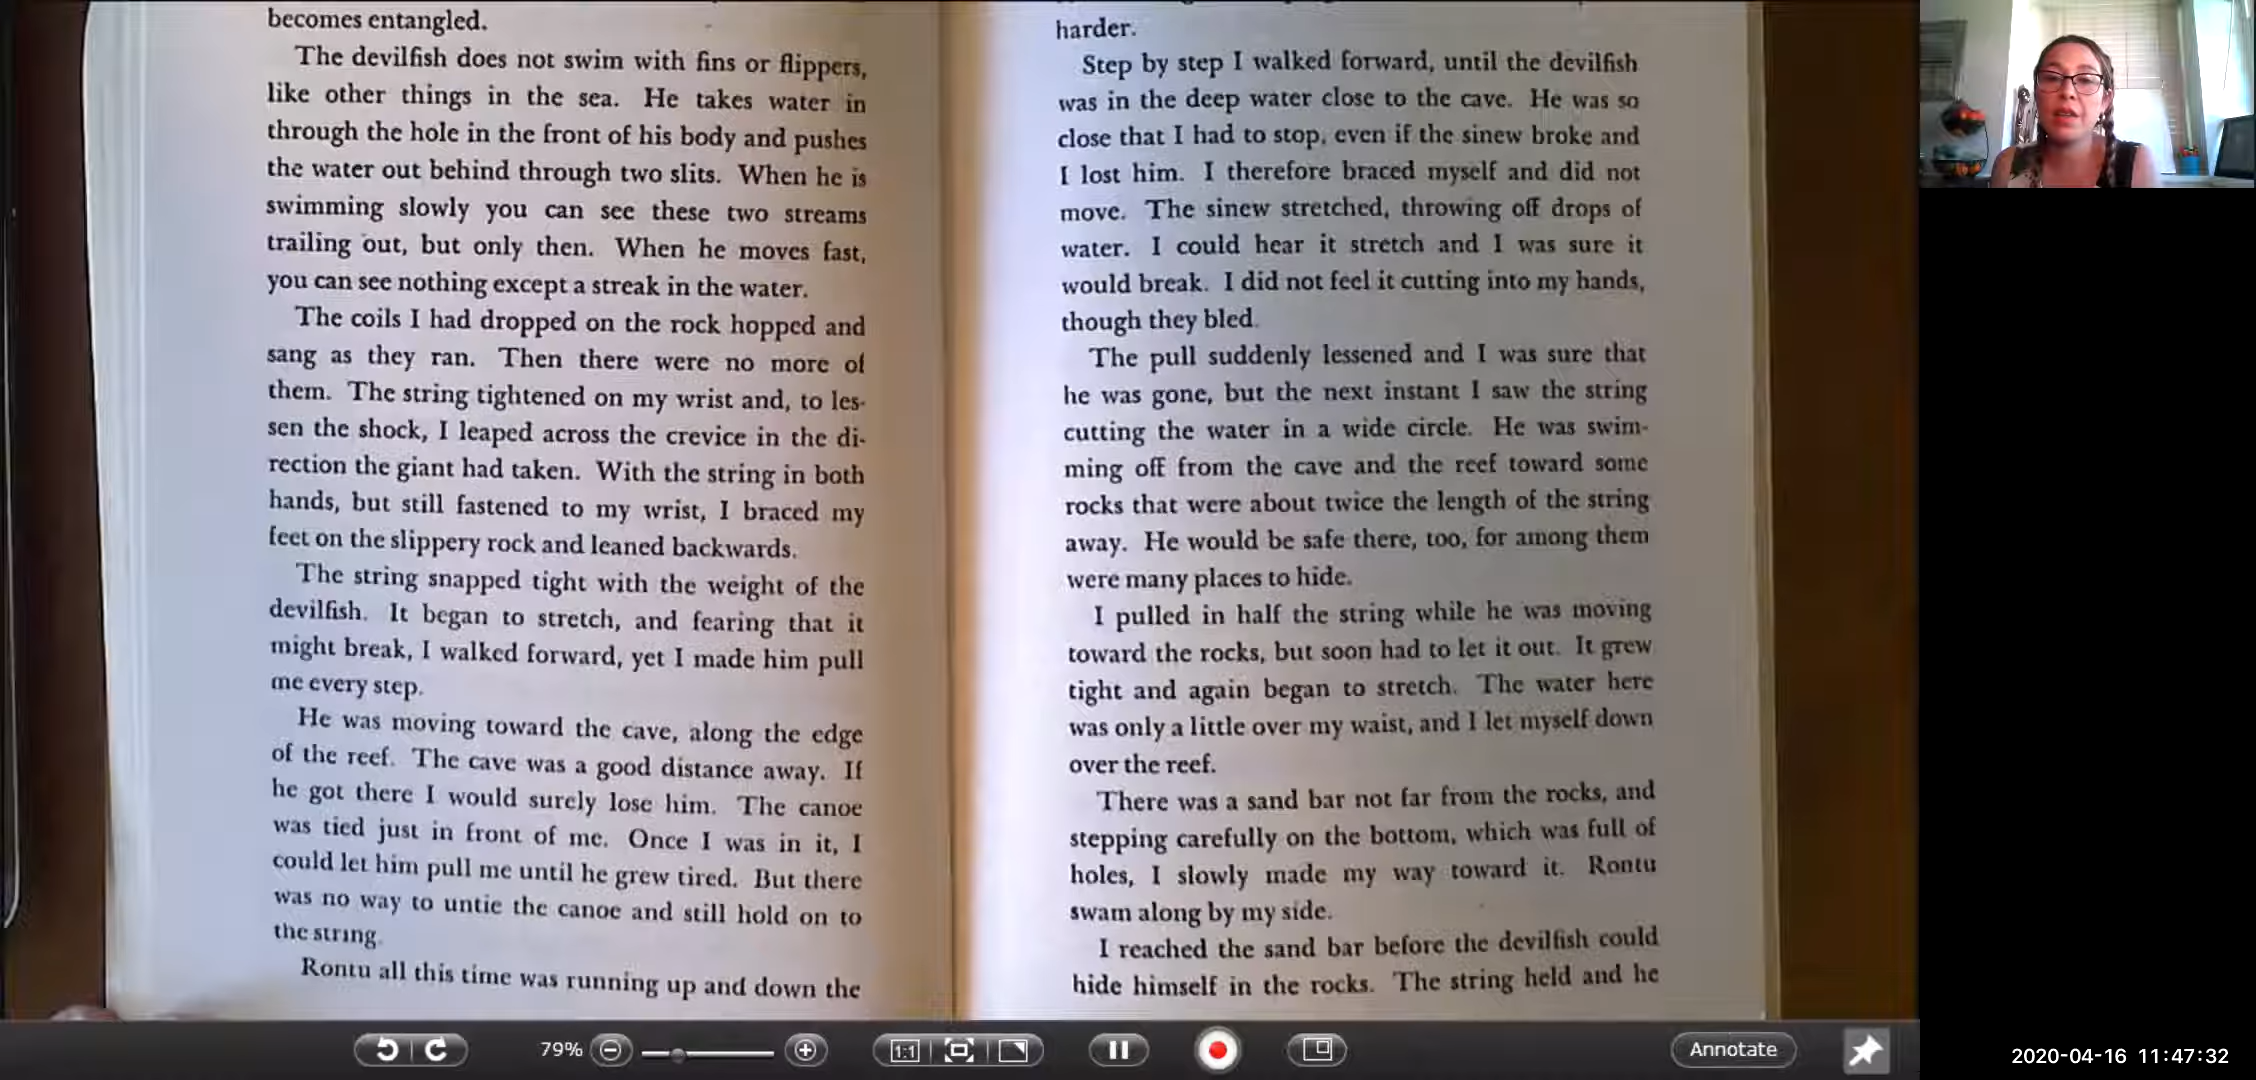 becomes entangled.
The devilfish does not swim with fins or flippers,
like other things in the sea. He takes water in
through the hole in the front of his body and pushes
the water out behind through two slits. When he is
swimming slowly you can see these two streams
trailing out, but only then. When he moves fast,
you can see nothing except a streak in the water.
The coils I had dropped on the rock hopped and
sang as they ran. Then there were no more of
them. The string tightened on my wrist and, to les-
sen the shock, I leaped across the crevice in the di-
rection the giant had taken. With the string in both
hands, but still fastened to my wrist, I braced my
feet on the slippery rock and leaned backwards.
The string snapped tight with the weight of the
devilfish. It began to stretch, and fearing that it
might break, I walked forward, yet I made him pull
me every step.
He was moving toward the cave, along the edge
of the reef. The cave was a good distance away. If
he got there I would surely lose him. The canoe
was tied just in front of me. Once I was in it, I
could let him pull me until he grew tired. But there
was no way to untie the canoe and still hold on to
the string.
Rontu all this time was running up and down the
harder.
Step by step I walked forward, until the devilfish
was in the deep water close to the cave. He was so
close that I had to stop, even if the sinew broke and
I lost him. I therefore braced myself and did not
move. The sinew stretched, throwing off drops of
water. I could hear it stretch and I was sure it
would break. I did not feel it cutting into my hands,
though they bled.
The pull suddenly lessened and I was sure that
he was gone, but the next instant I saw the string
cutting the water in a wide circle. He was swim-
ming off from the cave and the reef toward some
rocks that were about twice the length of the string
away. He would be safe there, too, for among them
were many places to hide.
I pulled in half the string while he was moving
toward the rocks, but soon had to let it out. It grew
tight and again began to stretch. The water here
was only a little over my waist, and I let myself down
over the reef.
There was a sand bar not far from the rocks, and
stepping carefully on the bottom, which was full of
holes, I slowly made my way toward it. Rontu
swam along by my side.
I reached the sand bar before the devilfish could
hide himself in the rocks. The string held and he
79%
1:1
Annotate
2020-04-16 11:47:32